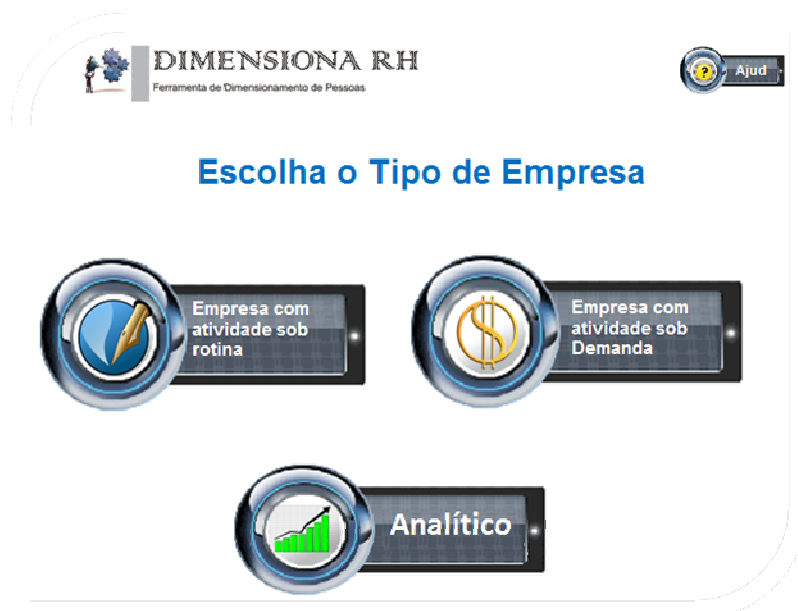 DIMENSIONA RH
Ferramenta de Dimensionamento de Pessoas
?
Ajud
Escolha o Tipo de Empresa
Empresa com
atividade sob
rotina
Empresa com
atividade sob
Demanda
Analítico